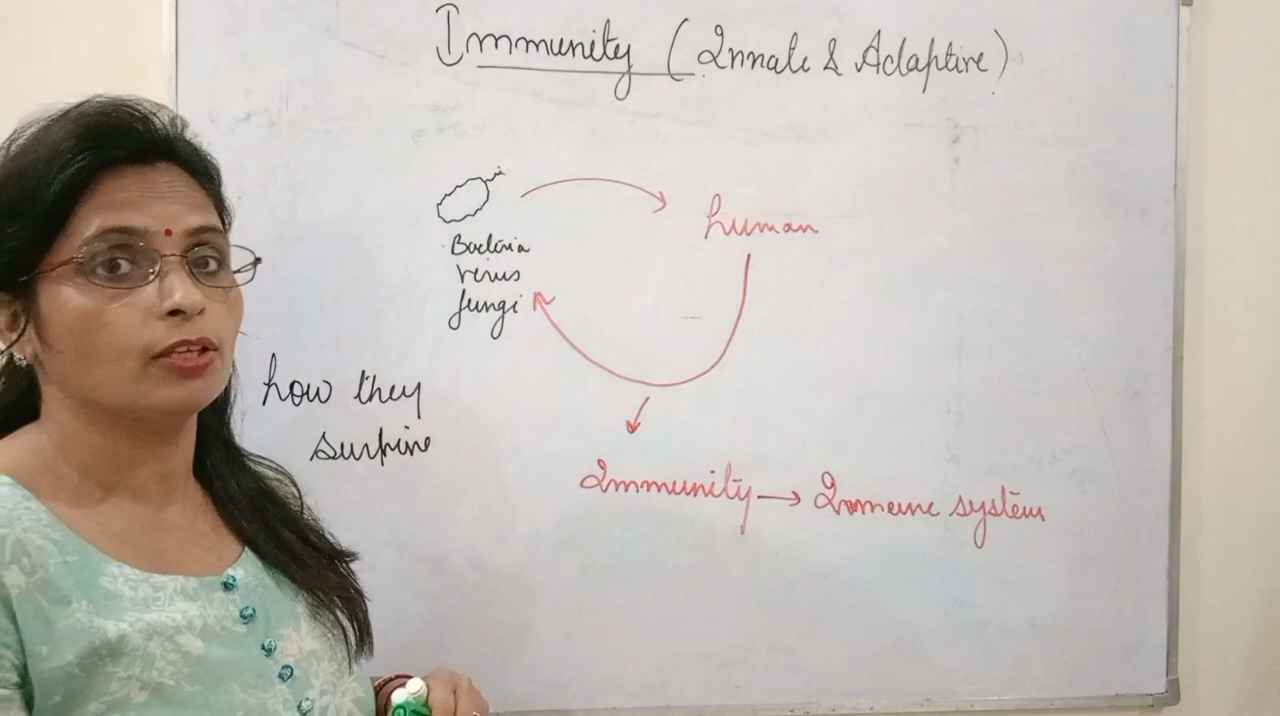 Immunity (Innate & Adaptive)
human
Bacteria
virus
fungi
how they
survive
Immunity → Immune system